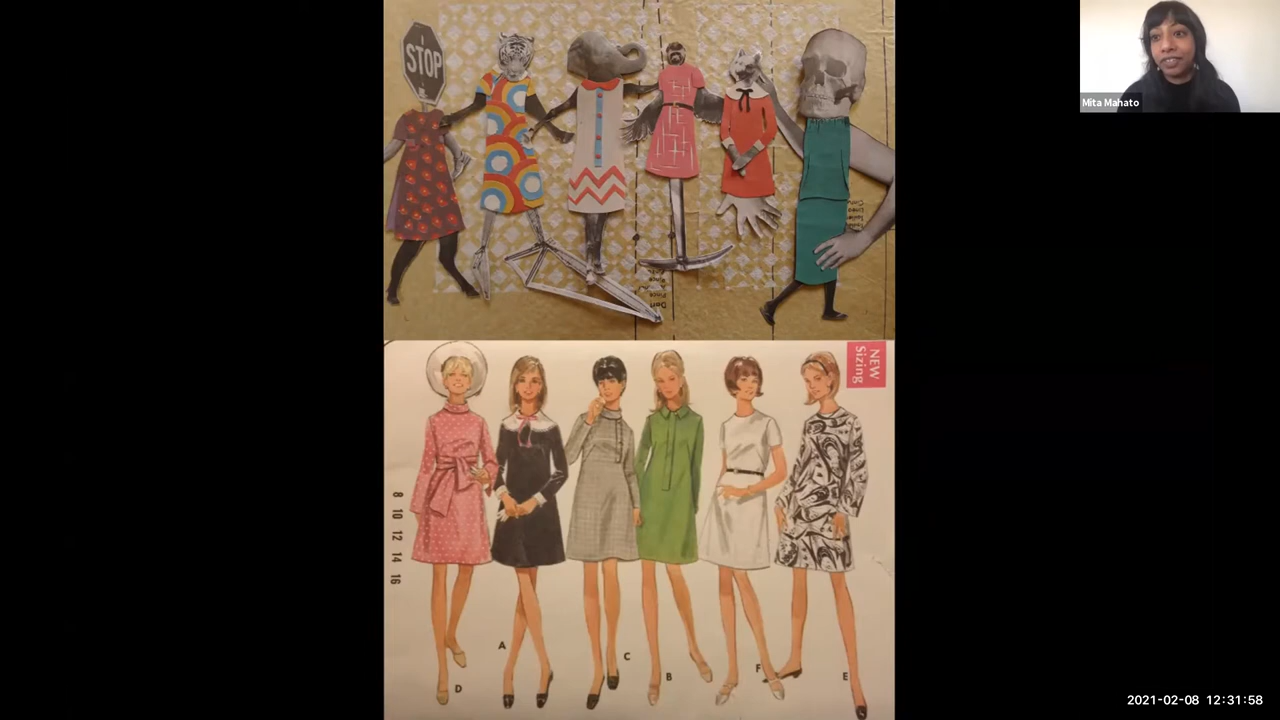 STOP
Mita Mahato
NEW
Sizing
8
10
12
14
16
A
C
B
F
D
E
2021-02-08 12:31:58